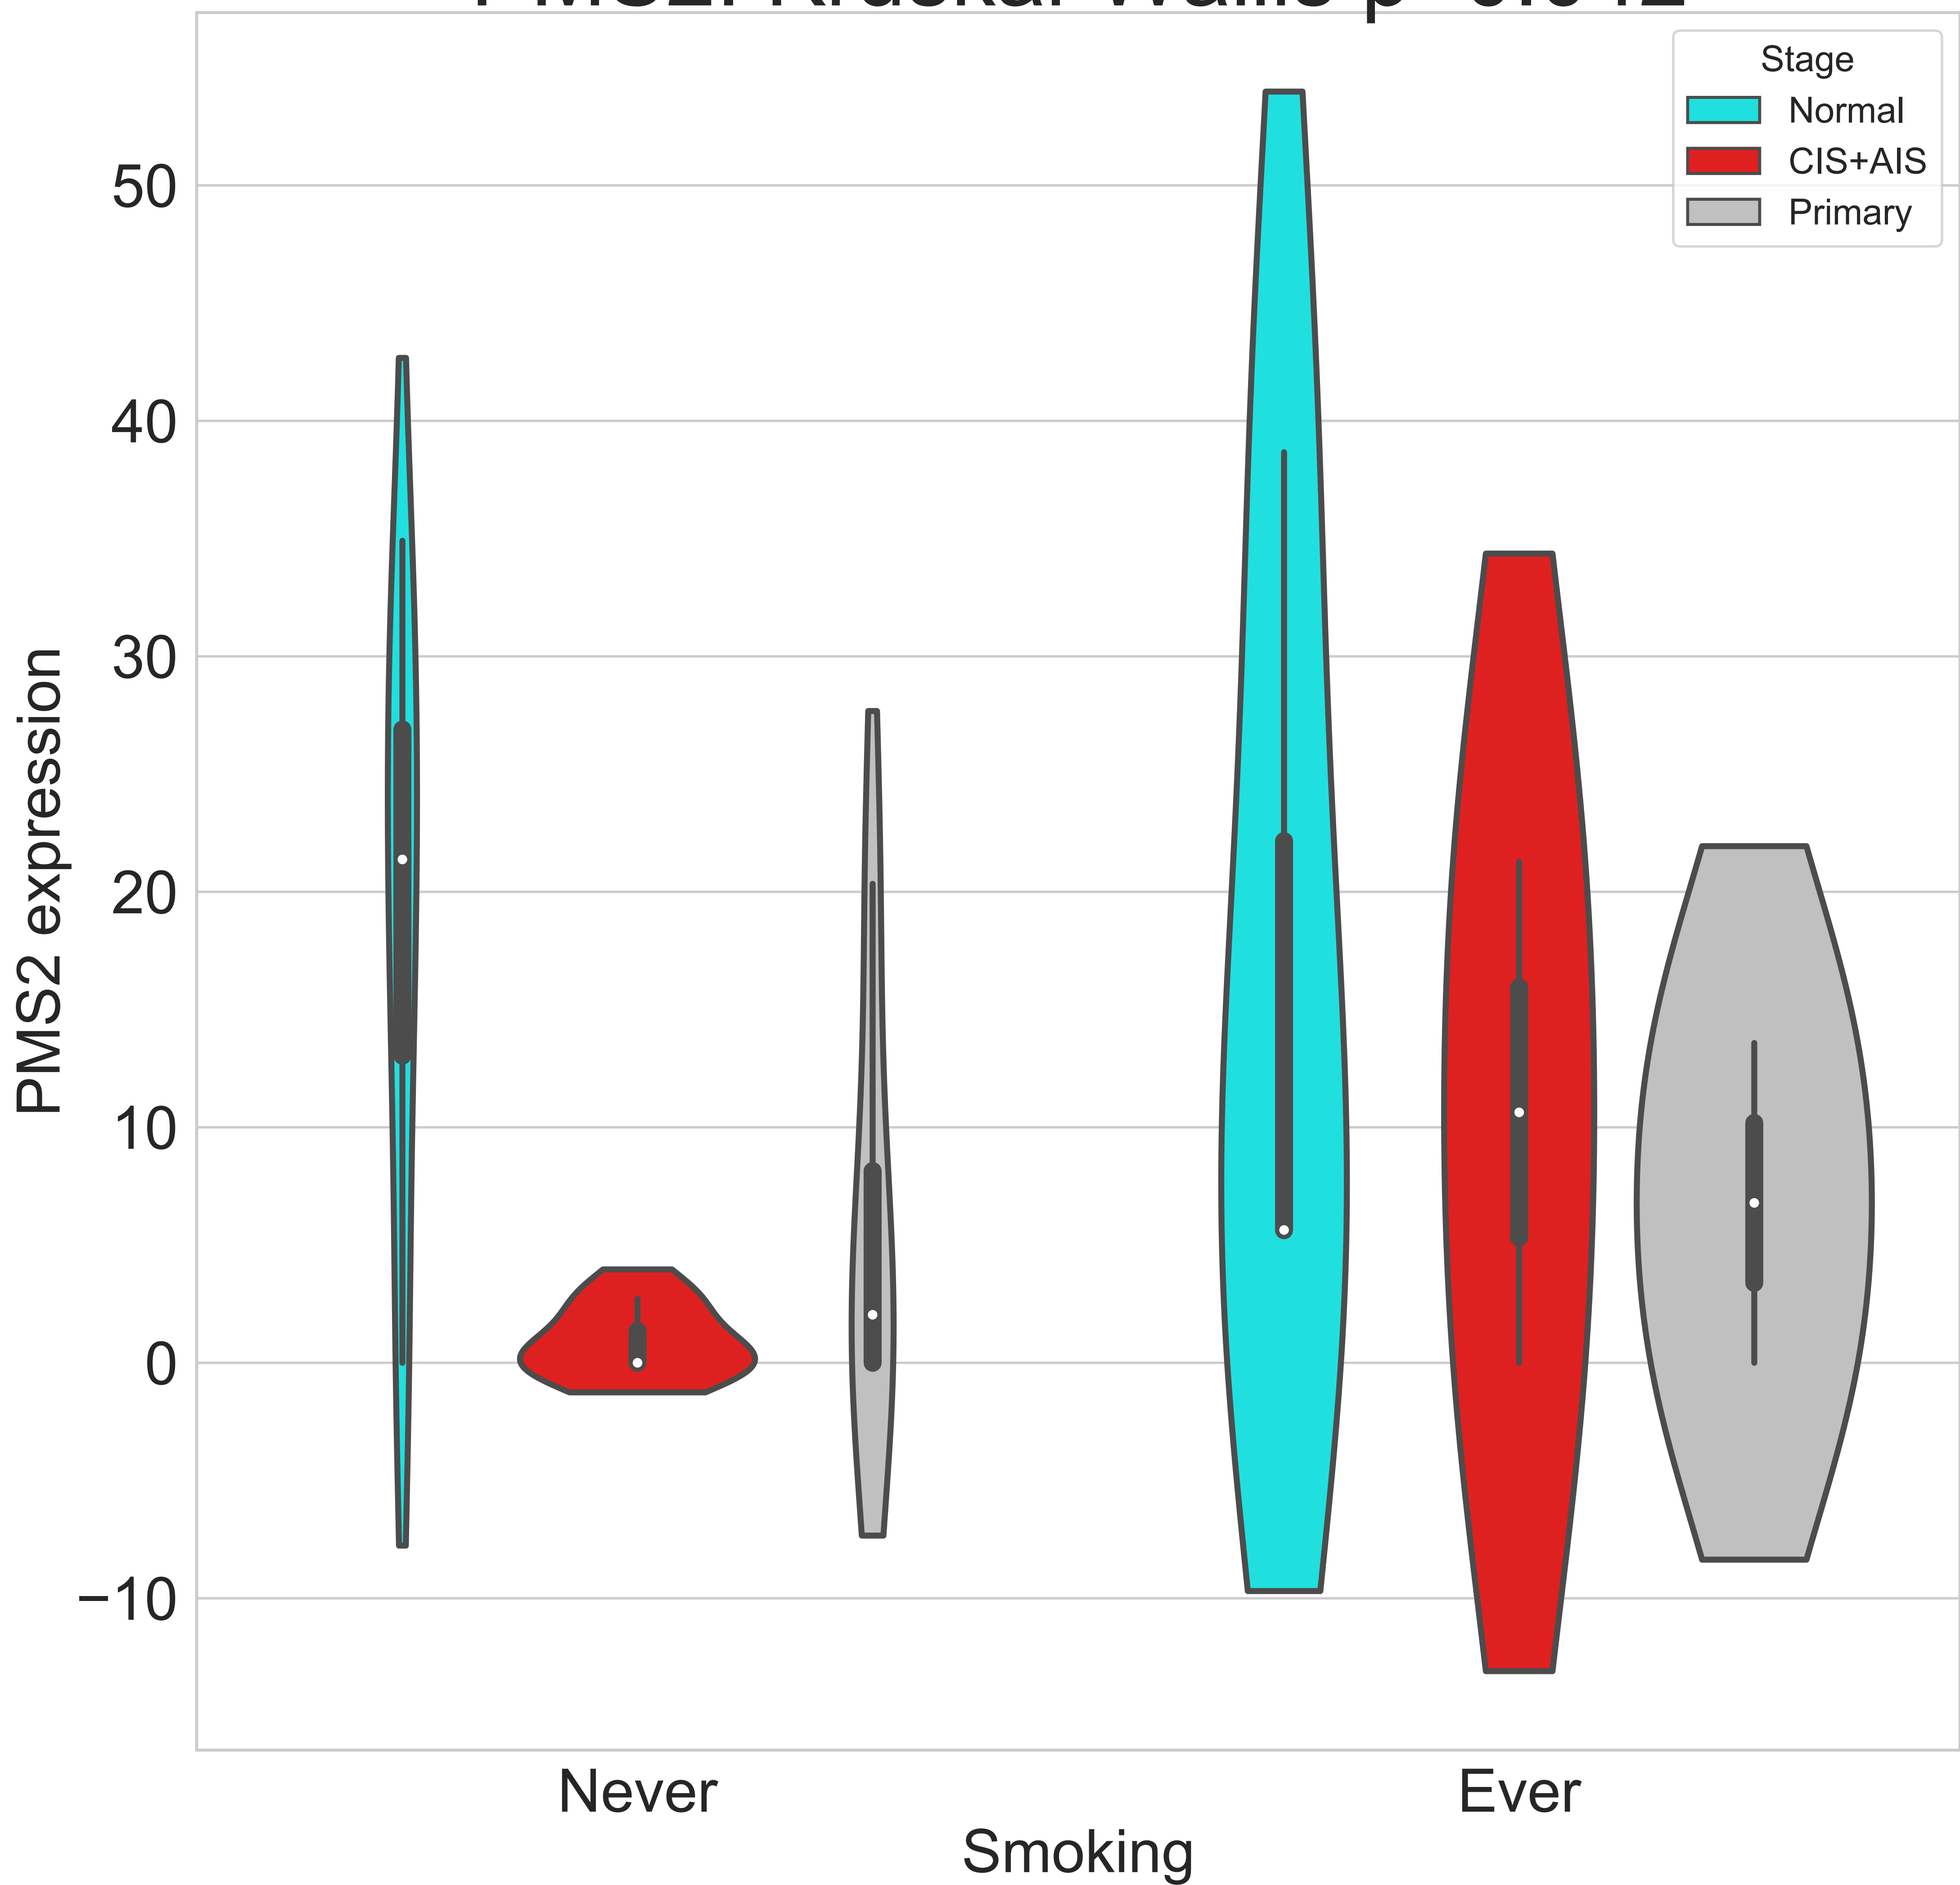 Stage
Normal
CIS+AIS
Primary
50
40
30
20
10
0
−10
PMS2 expression
Never Ever
Smoking